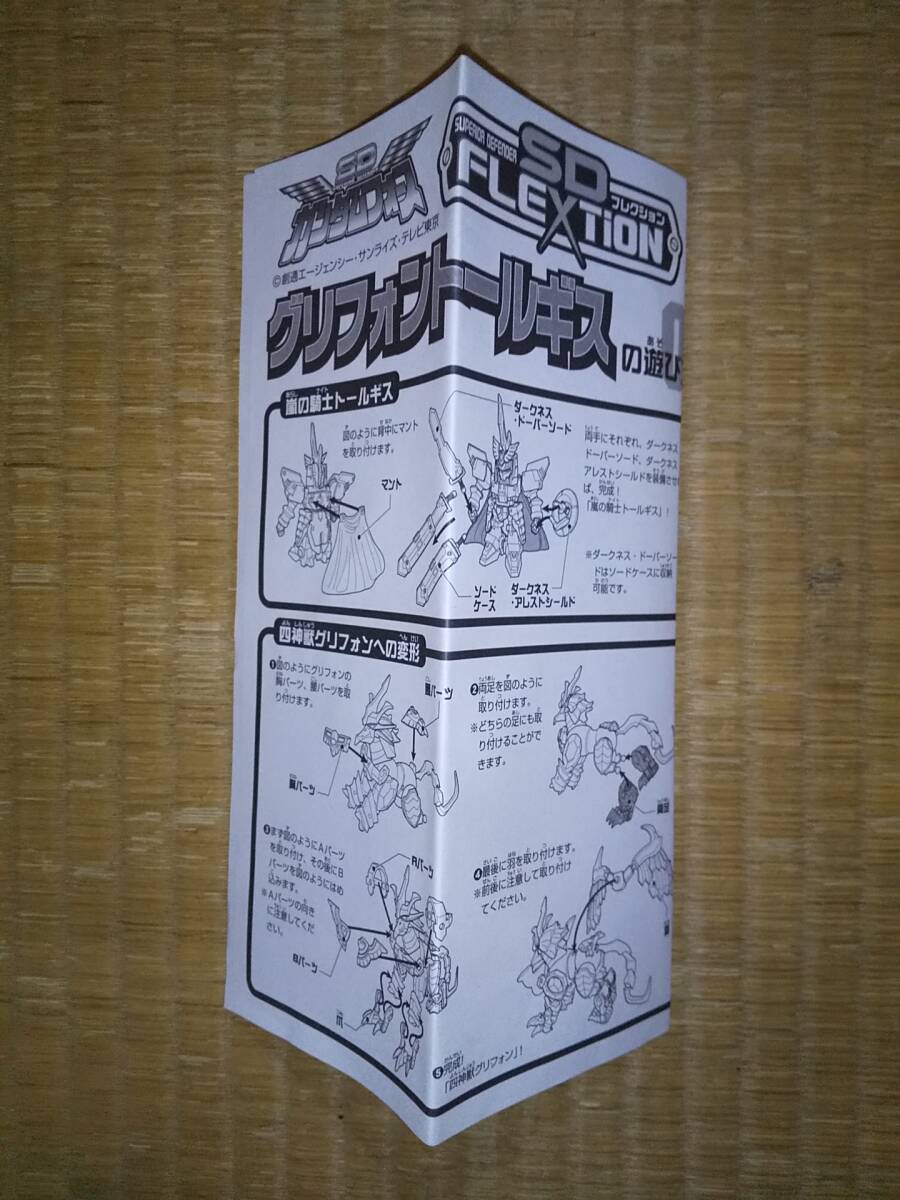 SD
ガンダムフォース
©創通エージェンシー・サンライズ・テレビ東京
SUPERIOR DEFENDER
SD
FLEXTiON
フレクション
グリフォントールギス
の遊び
嵐の騎士トールギス
図のように背中にマント
を取り付けます。
マント
ダークネス
・ドーバーソード
ソード
ケース
ダークネス
・アレストシールド
両手にそれぞれ、ダークネス
ドーバーソード、ダークネス
アレストシールドを装備させ
ば、完成!
「嵐の騎士トールギス」!
※ダークネス・ドーバーソー
ドはソードケースに収納
可能です。
四神獣グリフォンへの変形
❶図のようにグリフォンの
胸パーツ、腰パーツを取
り付けます。
腰パーツ
胸パーツ
❷両足を図のように
取り付けます。
※どちらの足にも取
り付けることがで
きます。
❸まず図のようにAパーツ
を取り付け、その後にB
パーツを図のようにはめ
込みます。
※Aパーツの向き
に注意してくだ
さい。
Aパーツ
Bパーツ
爪
❹最後に羽を取り付けます。
※前後に注意して取り付け
てください。
❺完成!
「四神獣グリフォン」!